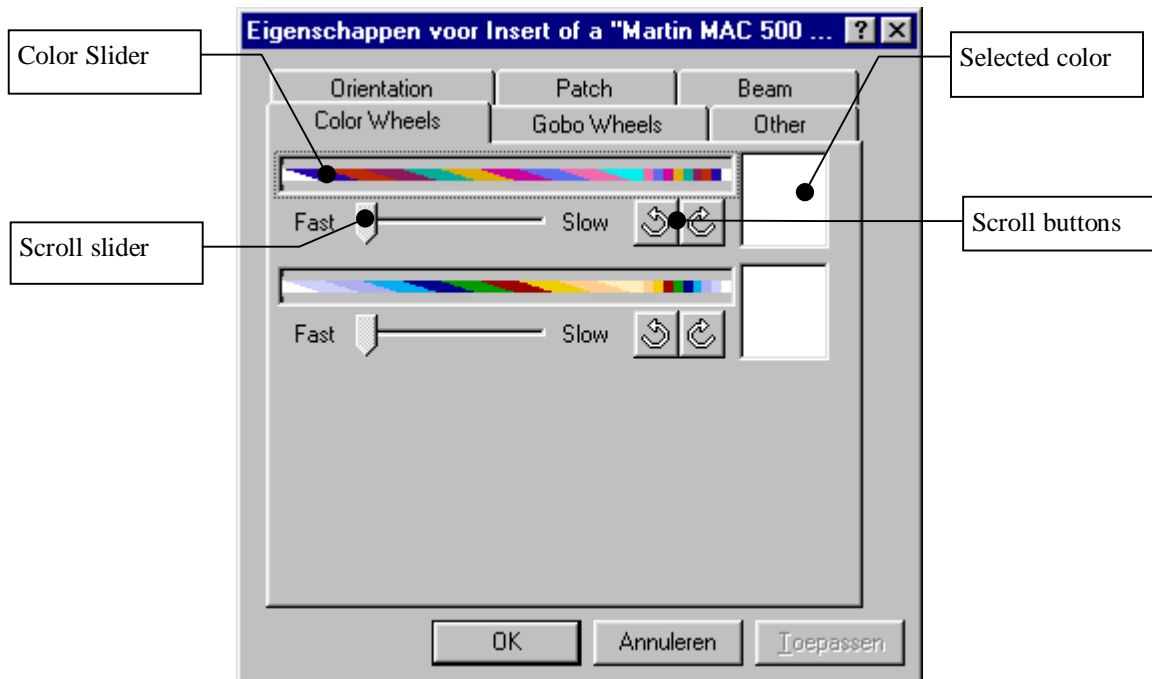 Eigenschappen voor Insert of a "Martin MAC 500 ...
Color Slider
Selected color
Orientation Patch Beam
Color Wheels Gobo Wheels Other
Fast Slow
Scroll slider
Scroll buttons
Fast Slow
OK Annuleren Toepassen